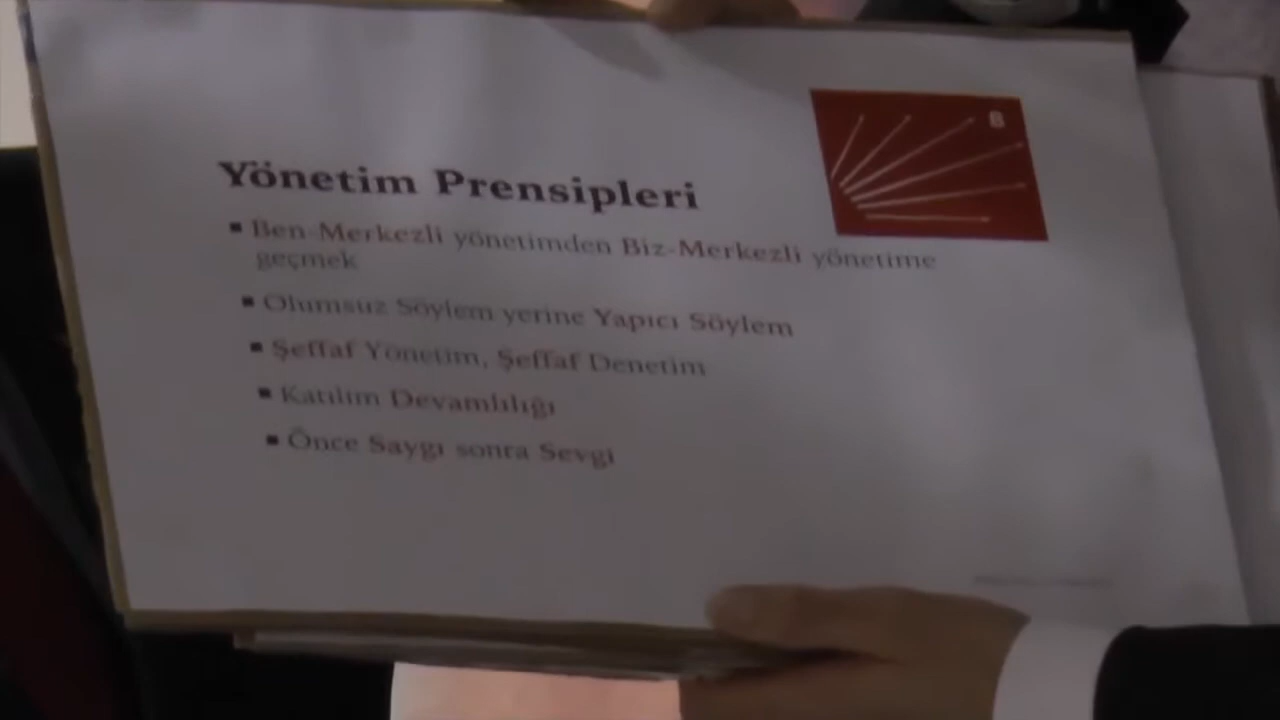 8
Yönetim Prensipleri
▪ Ben-Merkezli yönetimden Biz-Merkezli yönetime
geçmek
▪ Olumsuz Söylem yerine Yapıcı Söylem
▪ Şeffaf Yönetim, Şeffaf Denetim
▪ Katılım Devamlılığı
▪ Önce Saygı sonra Sevgi